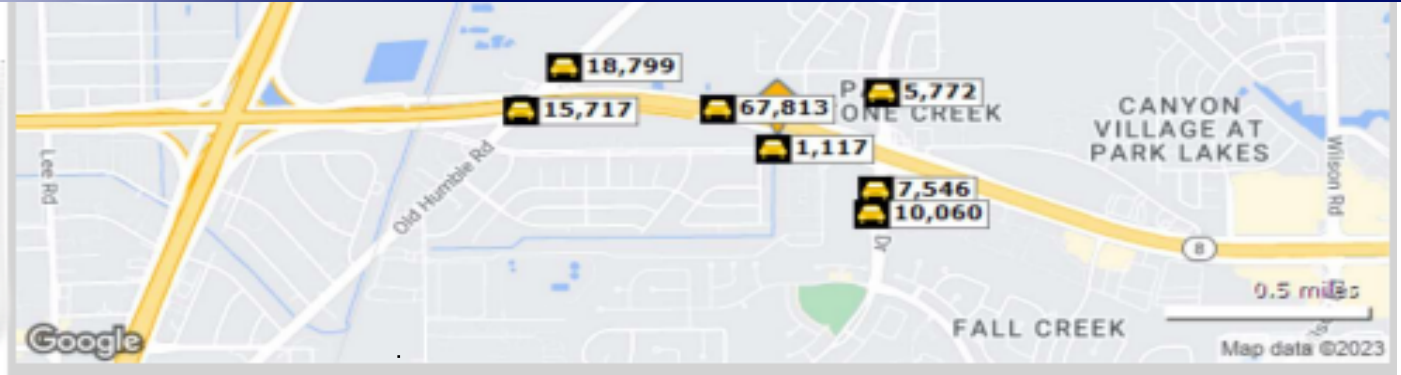 18,799
15,717
67,813
5,772
ONE CREEK
1,117
7,546
10,060
CANYON
VILLAGE AT
PARK LAKES
Lee Rd
Old Humble Rd
Wilson Rd
Dr
8
0.5 miles
FALL CREEK
Google
Map data ©2023